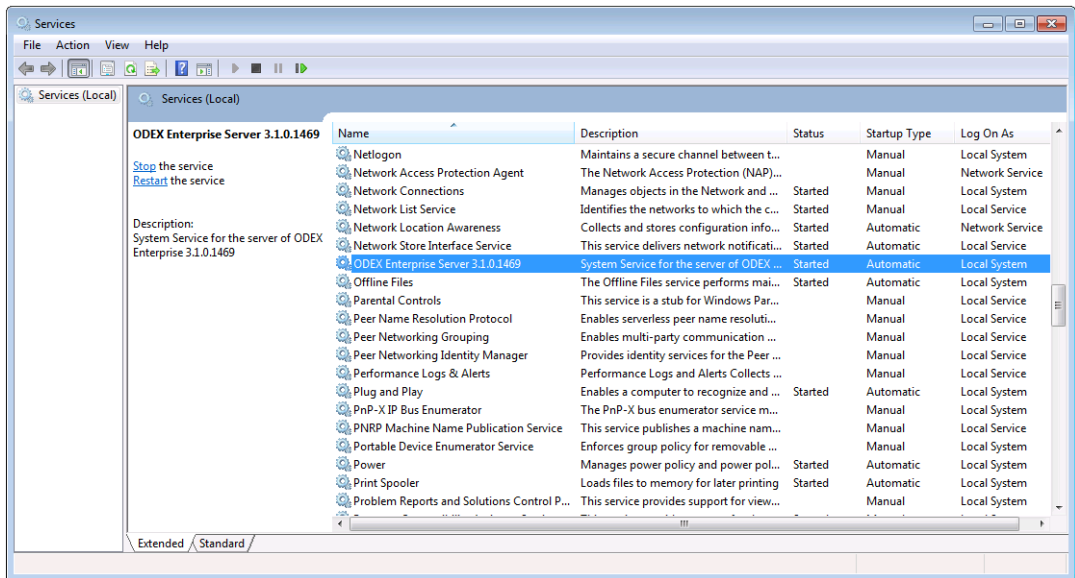 Services
File Action View Help
Services (Local)
Services (Local)
ODEX Enterprise Server 3.1.0.1469
Stop the service
Restart the service
Description:
System Service for the server of ODEX
Enterprise 3.1.0.1469
Name Description Status Startup Type Log On As
Netlogon Maintains a secure channel between t... Manual Local System
Network Access Protection Agent The Network Access Protection (NAP)... Manual Network Service
Network Connections Manages objects in the Network and ... Started Manual Local System
Network List Service Identifies the networks to which the c... Started Manual Local Service
Network Location Awareness Collects and stores configuration info... Started Automatic Network Service
Network Store Interface Service This service delivers network notificati... Started Automatic Local Service
ODEX Enterprise Server 3.1.0.1469 System Service for the server of ODEX ... Started Automatic Local System
Offline Files The Offline Files service performs mai... Started Automatic Local System
Parental Controls This service is a stub for Windows Par... Manual Local Service
Peer Name Resolution Protocol Enables serverless peer name resoluti... Manual Local Service
Peer Networking Grouping Enables multi-party communication ... Manual Local Service
Peer Networking Identity Manager Provides identity services for the Peer ... Manual Local Service
Performance Logs & Alerts Performance Logs and Alerts Collects ... Manual Local Service
Plug and Play Enables a computer to recognize and ... Started Automatic Local System
PnP-X IP Bus Enumerator The PnP-X bus enumerator service m... Manual Local System
PNRP Machine Name Publication Service This service publishes a machine nam... Manual Local Service
Portable Device Enumerator Service Enforces group policy for removable ... Manual Local System
Power Manages power policy and power pol... Started Automatic Local System
Print Spooler Loads files to memory for later printing Started Automatic Local System
Problem Reports and Solutions Control P... This service provides support for view... Manual Local System
Extended Standard